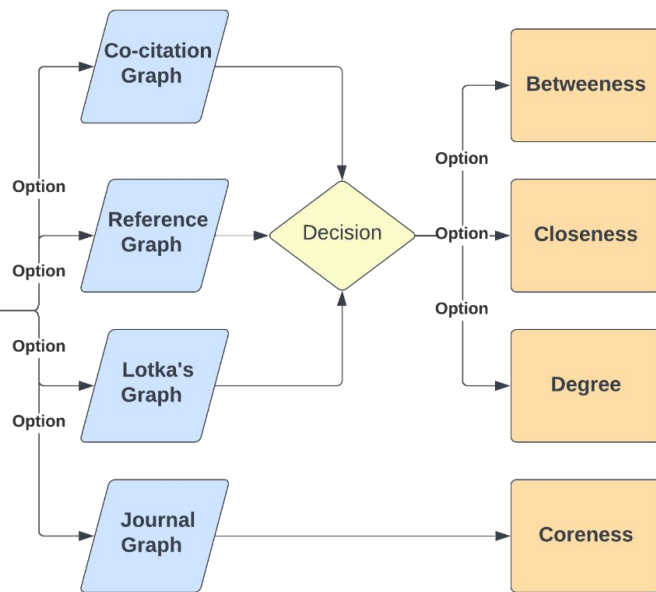 Co-citation
Graph
Betweeness
Option
Option
Reference
Graph
Decision
Option
Closeness
Option
Option
Option
Lotka's
Graph
Degree
Option
Journal
Graph
Coreness